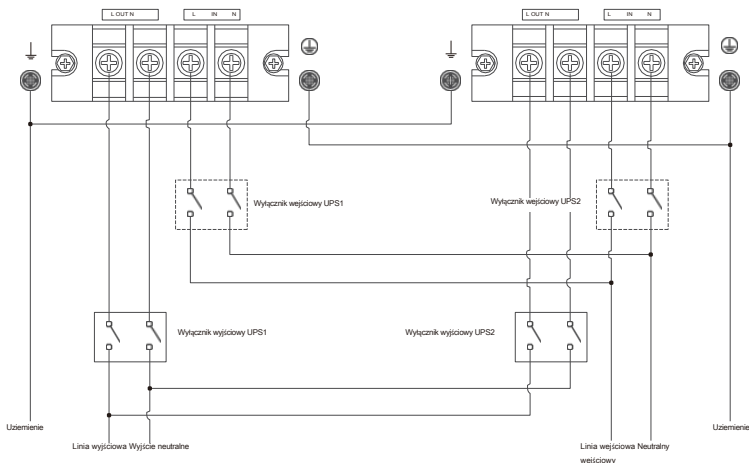 L OUT N
L IN N
L OUT N
L IN N
Wyłącznik wejściowy UPS1
Wyłącznik wejściowy UPS2
Wyłącznik wyjściowy UPS1
Wyłącznik wyjściowy UPS2
Uziemienie
Linia wyjściowa Wyjście neutralne
Linia wejściowa Neutralny
wejściowy
Uziemienie